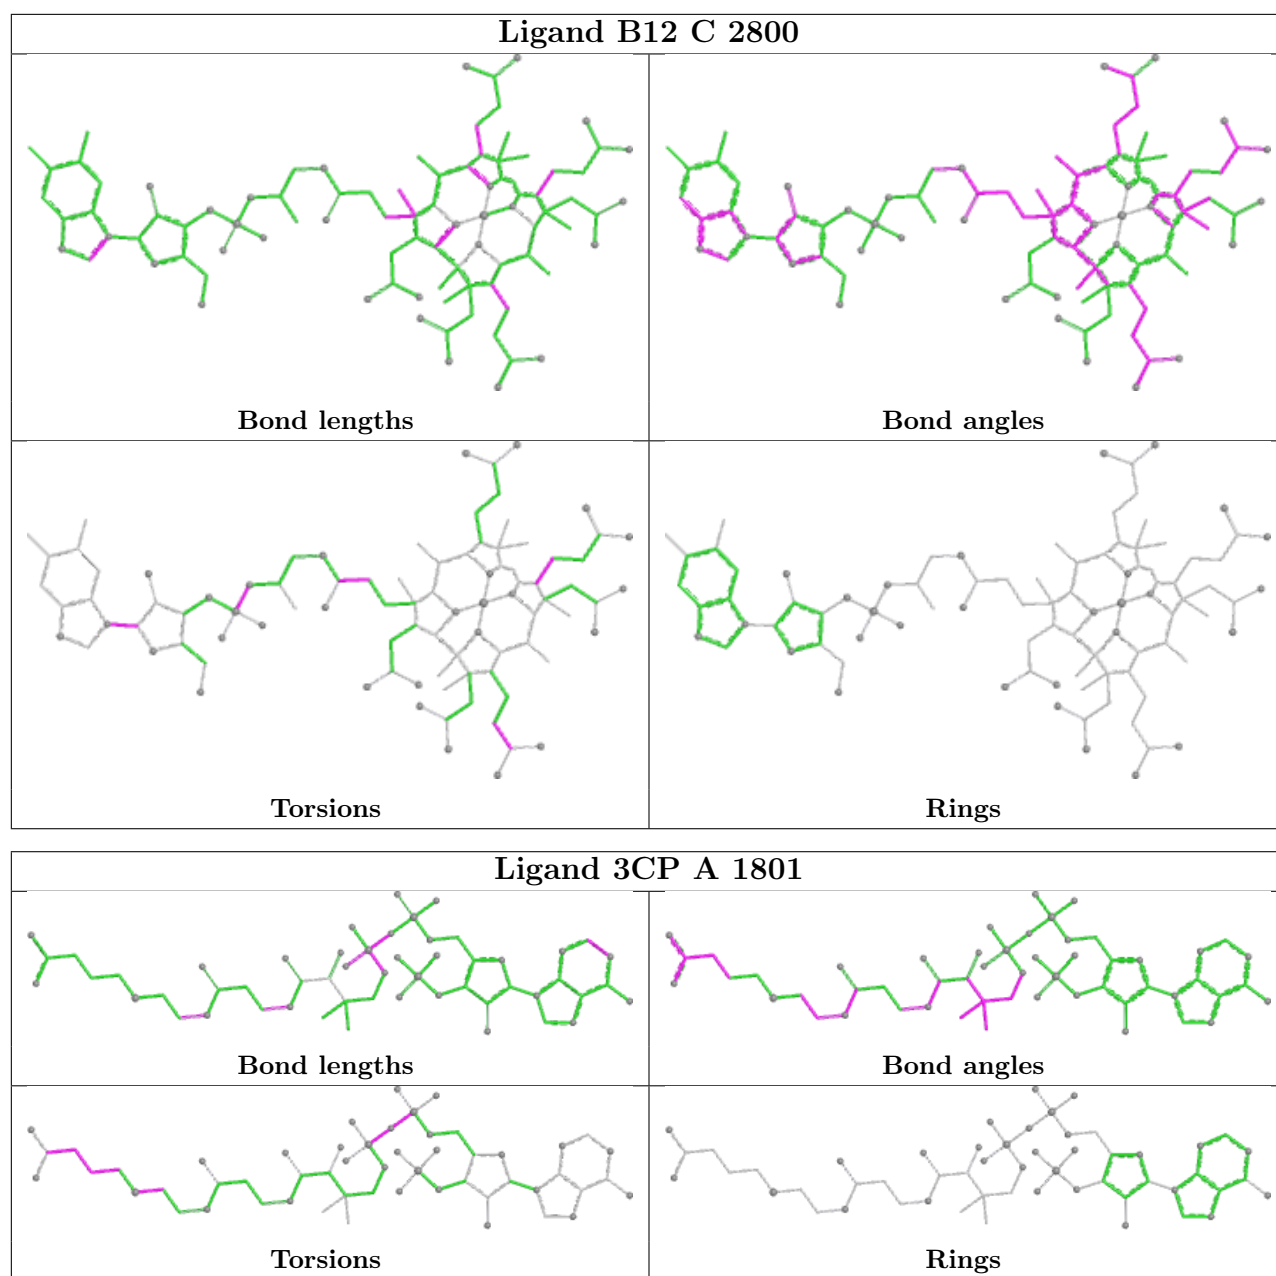 Ligand B12 C 2800
Bond lengths
Bond angles
Torsions
Rings
Ligand 3CP A 1801
Bond lengths
Bond angles
Torsions
Rings